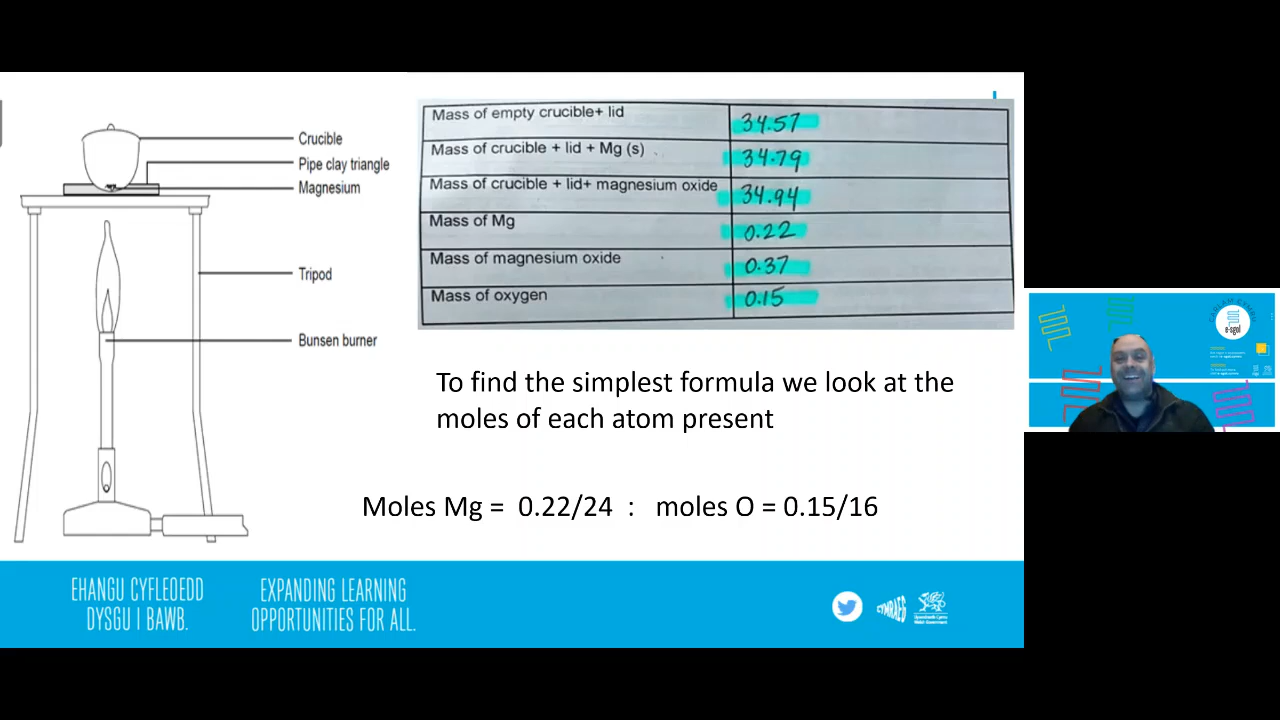 Crucible
Pipe clay triangle
Magnesium
Tripod
Bunsen burner
Mass of empty crucible+ lid 34.57
Mass of crucible + lid + Mg (s) 34.79
Mass of crucible + lid+ magnesium oxide 34.94
Mass of Mg 0.22
Mass of magnesium oxide 0.37
Mass of oxygen 0.15
To find the simplest formula we look at the
moles of each atom present
Moles Mg = 0.22/24 : moles O = 0.15/16
EHANGU CYFLEOEDD
DYSGU I BAWB.
EXPANDING LEARNING
OPPORTUNITIES FOR ALL.
CYMRAEG
e-sgol